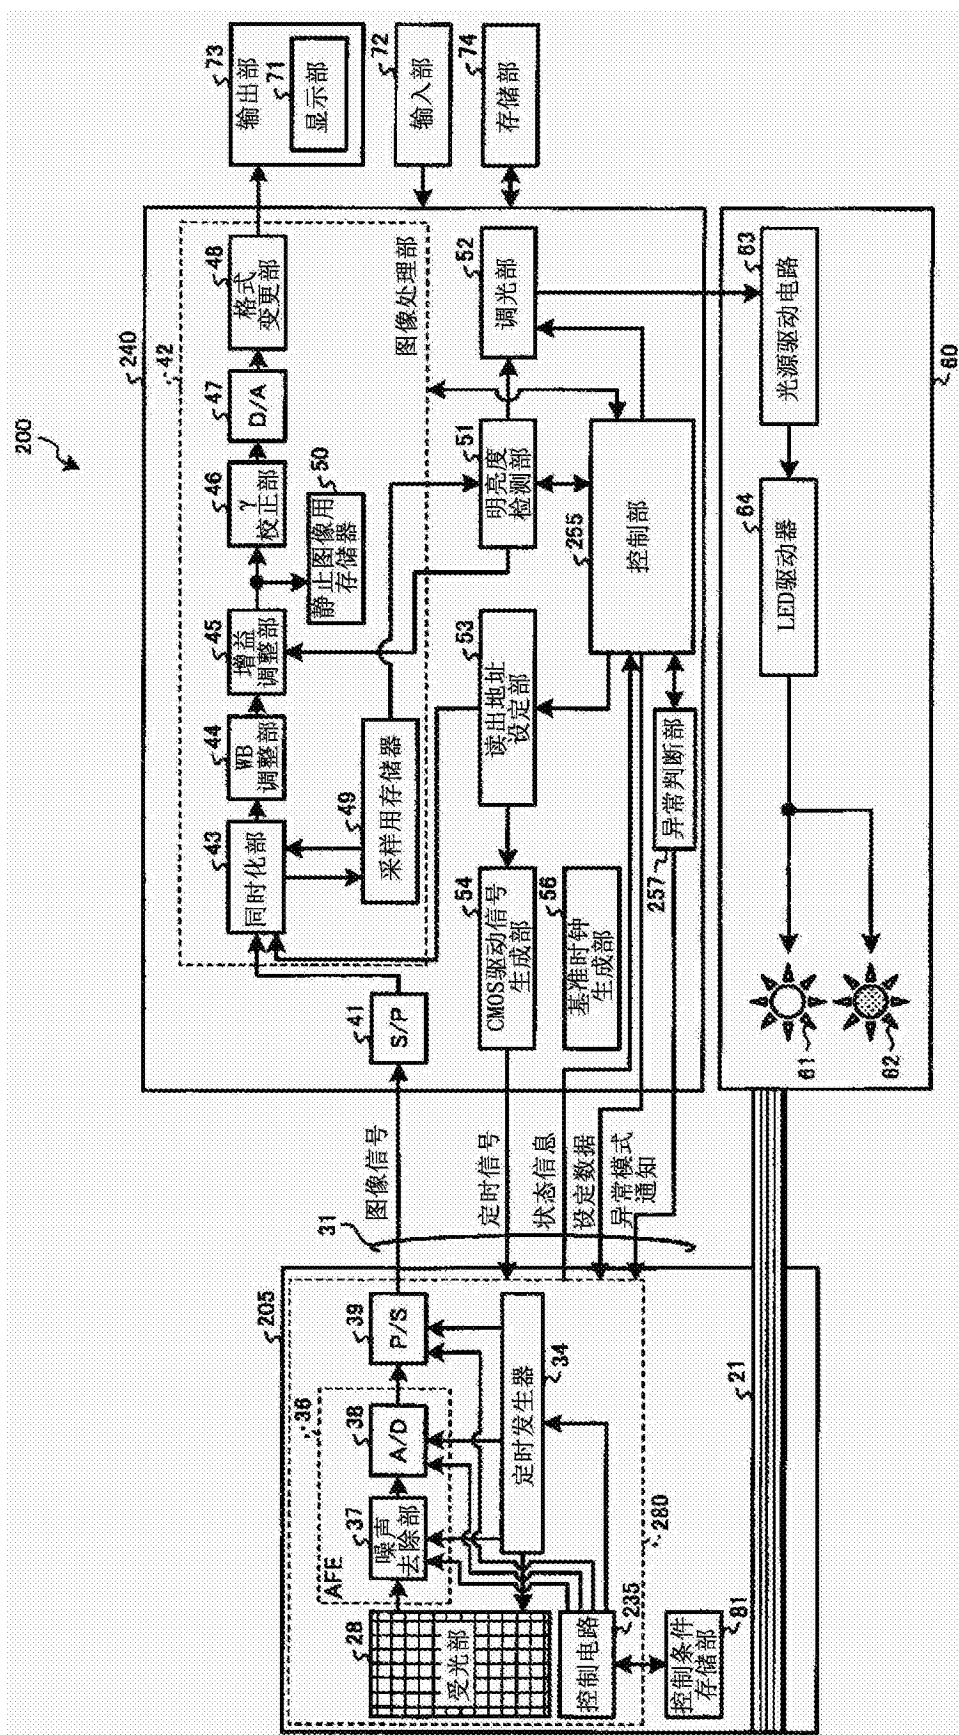 200
240
42
图像处理部
43
同时化部
44
WB
调整部
45
增益
调整部
46
γ
校正部
47
D/A
48
格式
变更部
73
输出部
71
显示部
72
输入部
74
存储部
49
采样用存储器
50
静止图像用
存储器
41
S/P
51
明亮度
检测部
52
调光部
53
读出地址
设定部
54
CMOS驱动信号
生成部
56
基准时钟
生成部
255
控制部
257
异常判断部
图像信号
定时信号
状态信息
设定数据
异常模式
通知
31
205
36
AFE
37
噪声
去除部
38
A/D
39
P/S
28
受光部
34
定时发生器
235
控制电路
280
81
控制条件
存储部
21
60
61
62
63
光源驱动电路
64
LED驱动器